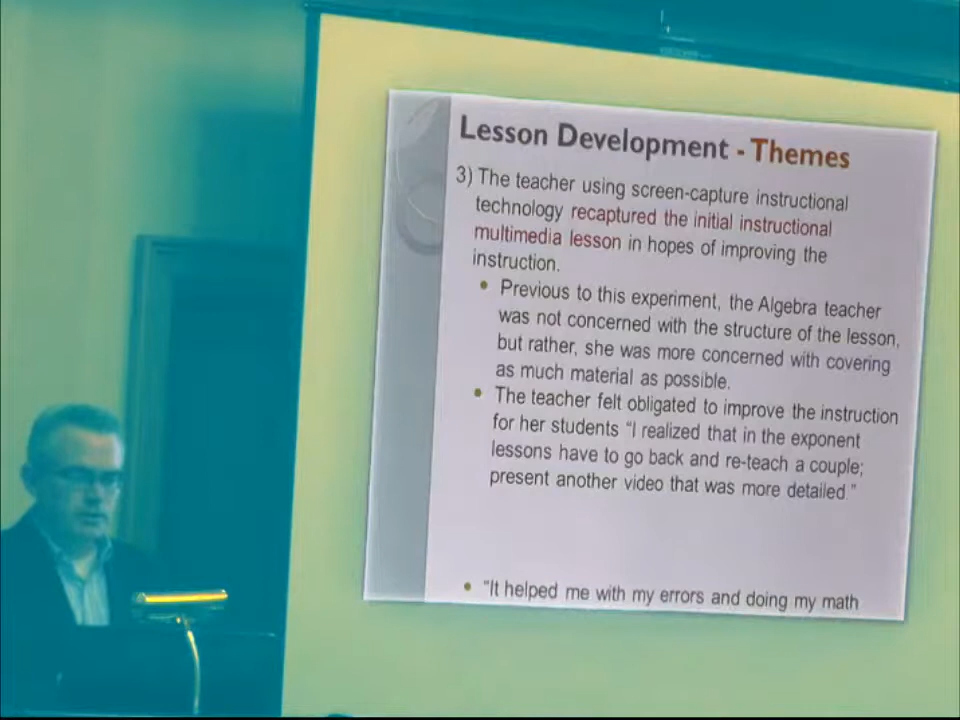 Lesson Development - Themes
3) The teacher using screen-capture instructional
technology recaptured the initial instructional
multimedia lesson in hopes of improving the
instruction.
• Previous to this experiment, the Algebra teacher
was not concerned with the structure of the lesson,
but rather, she was more concerned with covering
as much material as possible.
• The teacher felt obligated to improve the instruction
for her students "I realized that in the exponent
lessons have to go back and re-teach a couple;
present another video that was more detailed."
• "It helped me with my errors and doing my math